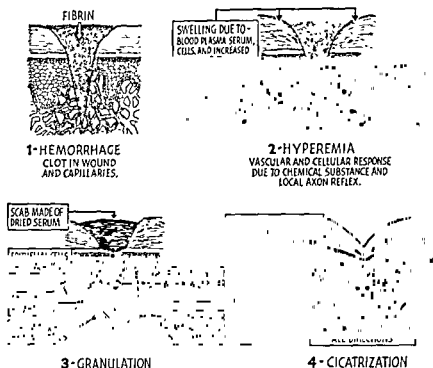 FIBRIN
1-HEMORRHAGE
CLOT IN WOUND
AND CAPILLARIES.
SWELLING DUE TO-
BLOOD PLASMA SERUM,
CELLS, AND INCREASED
2-HYPEREMIA
VASCULAR AND CELLULAR RESPONSE
DUE TO CHEMICAL SUBSTANCE AND
LOCAL AXON REFLEX.
SCAB MADE OF
DRIED SERUM
EPITHELIAL CELLS
3-GRANULATION
ALL DIRECTIONS
4-CICATRIZATION